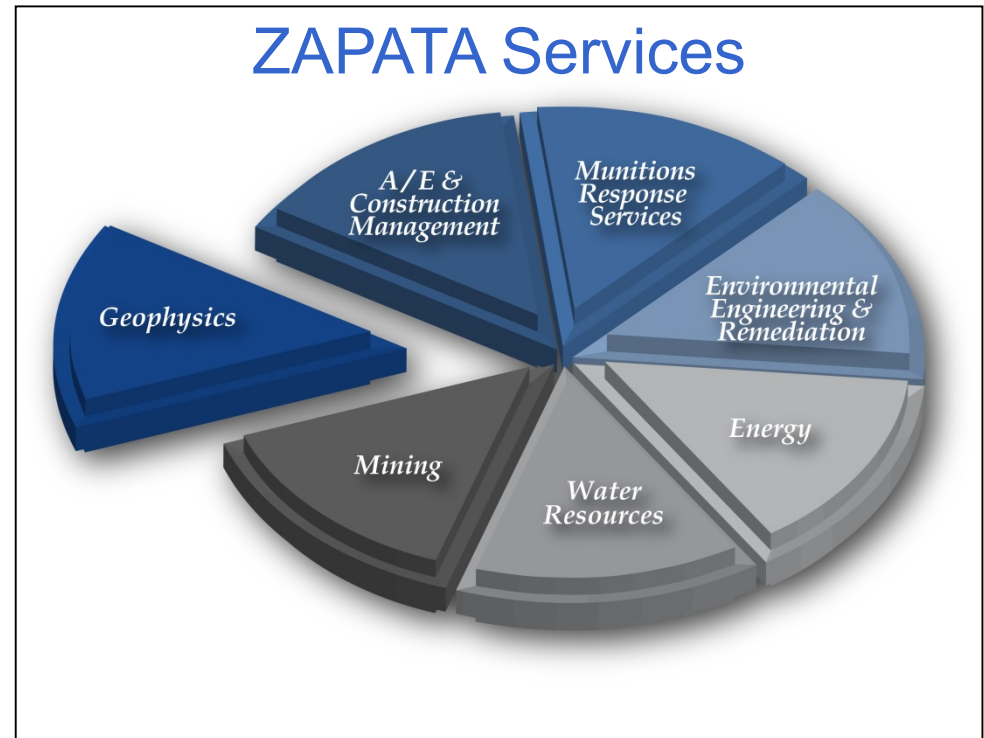 ZAPATA Services
A/E &
Construction
Management
Munitions
Response
Services
Geophysics
Environmental
Engineering &
Remediation
Energy
Mining
Water
Resources